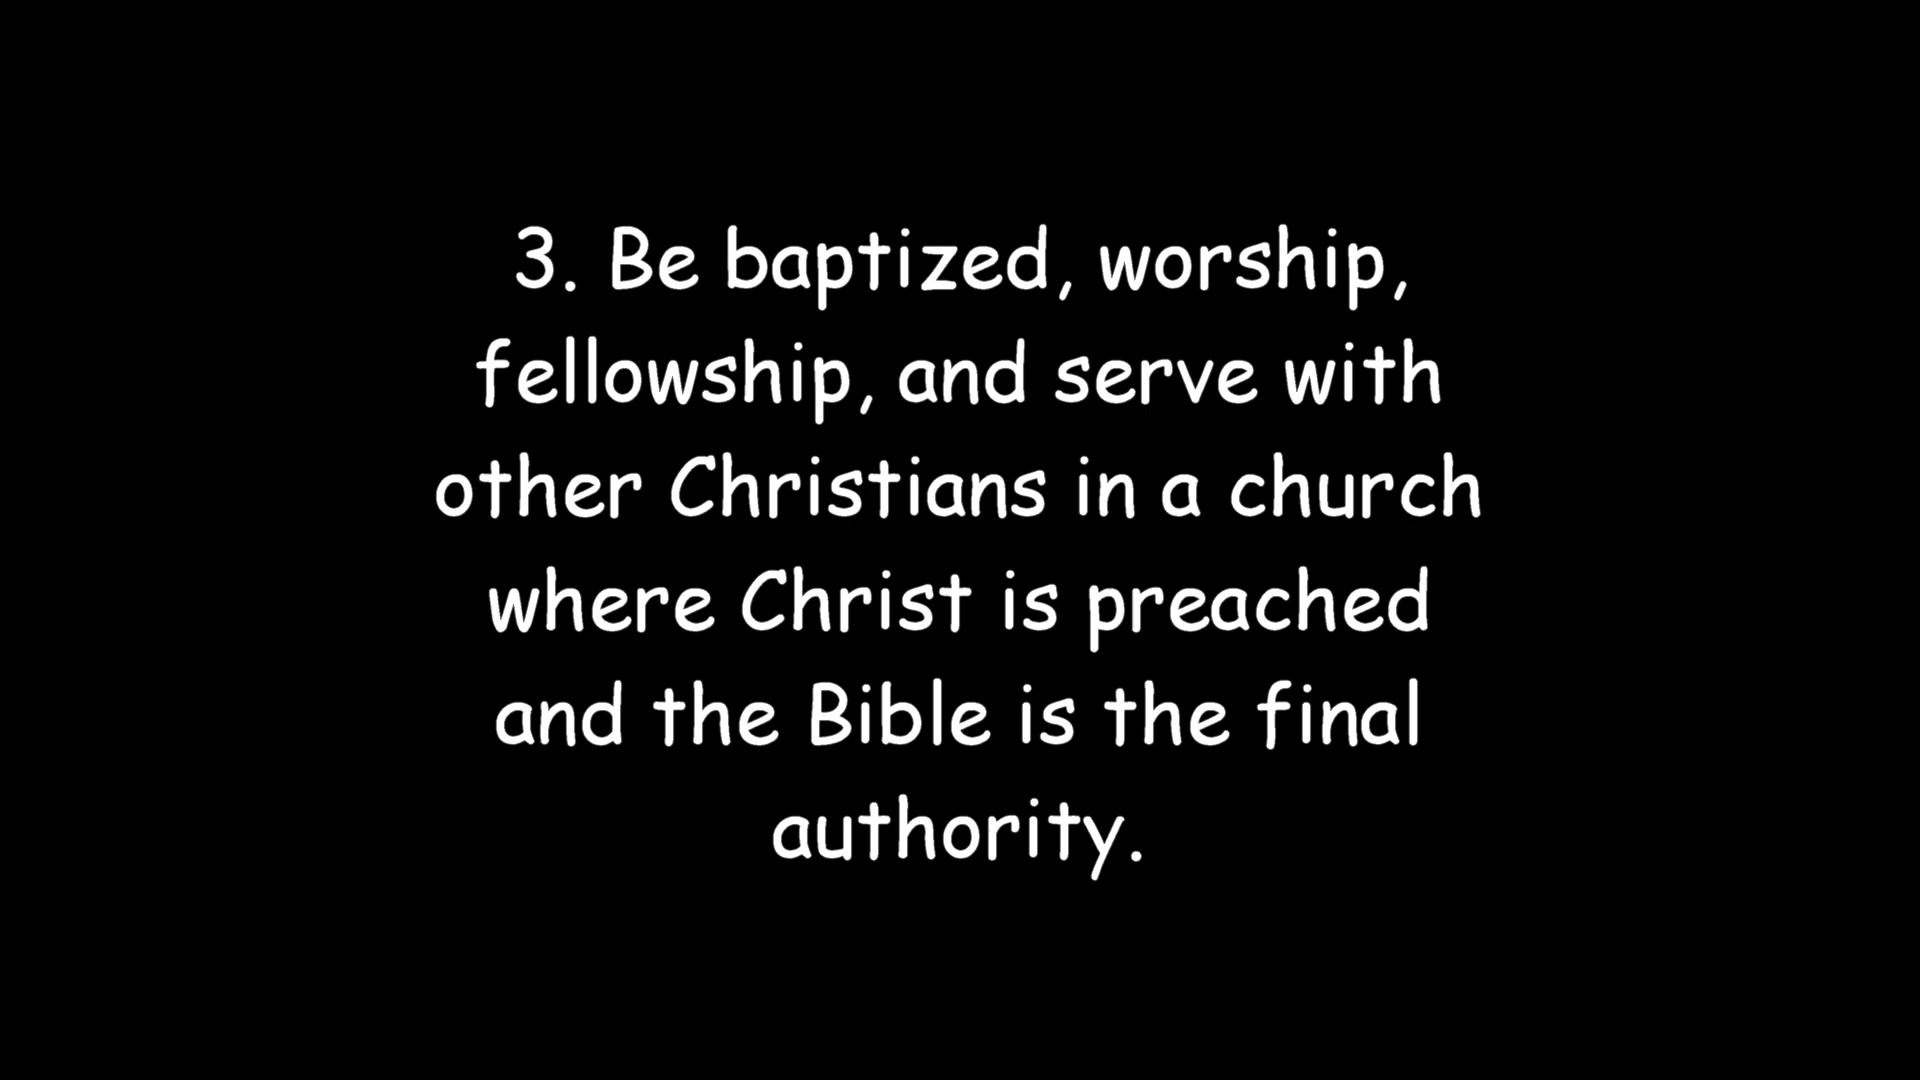 3. Be baptized, worship,
fellowship, and serve with
other Christians in a church
where Christ is preached
and the Bible is the final
authority.